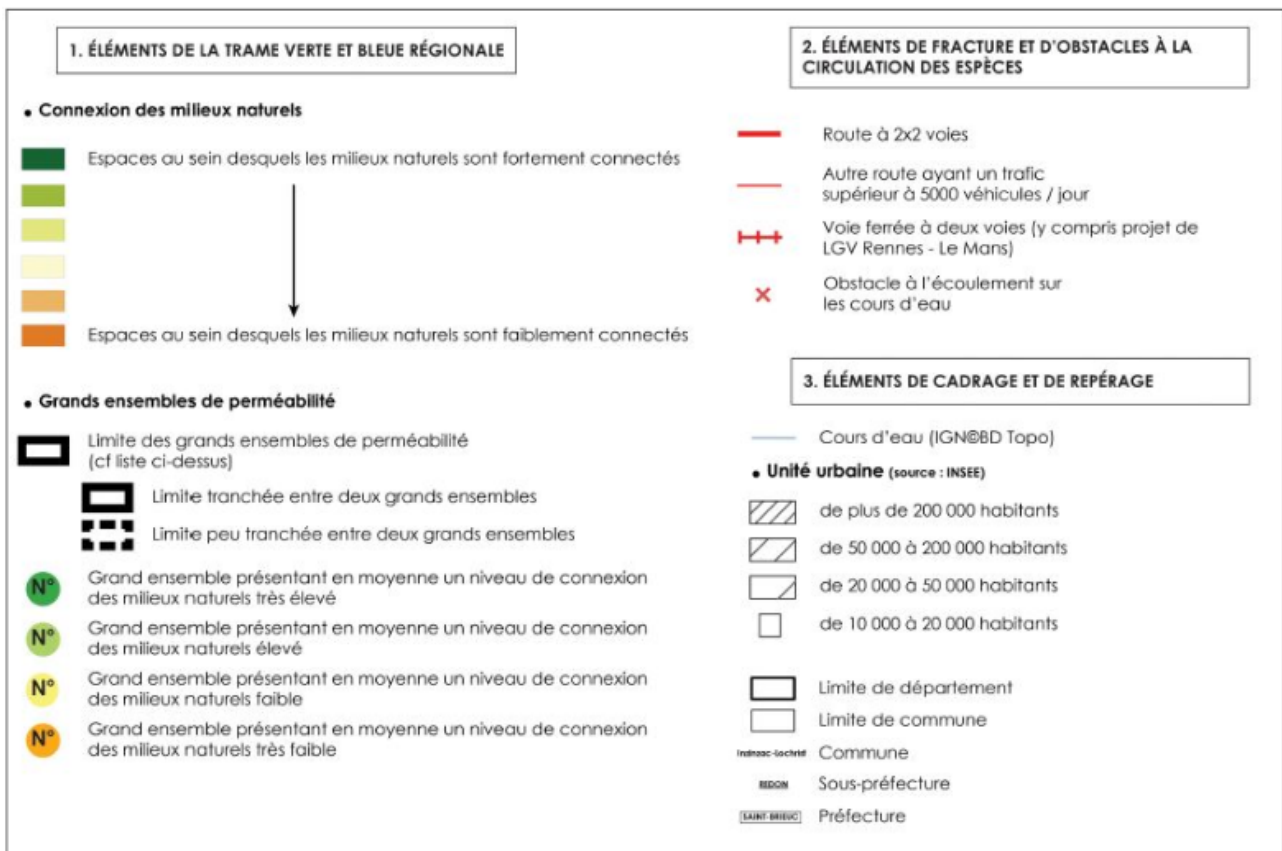 1. ÉLÉMENTS DE LA TRAME VERTE ET BLEUE RÉGIONALE
• Connexion des milieux naturels
Espaces au sein desquels les milieux naturels sont fortement connectés
Espaces au sein desquels les milieux naturels sont faiblement connectés
• Grands ensembles de perméabilité
Limite des grands ensembles de perméabilité
(cf liste ci-dessus)
Limite tranchée entre deux grands ensembles
Limite peu tranchée entre deux grands ensembles
N° Grand ensemble présentant en moyenne un niveau de connexion
des milieux naturels très élevé
N° Grand ensemble présentant en moyenne un niveau de connexion
des milieux naturels élevé
N° Grand ensemble présentant en moyenne un niveau de connexion
des milieux naturels faible
N° Grand ensemble présentant en moyenne un niveau de connexion
des milieux naturels très faible
2. ÉLÉMENTS DE FRACTURE ET D'OBSTACLES À LA
CIRCULATION DES ESPÈCES
Route à 2x2 voies
Autre route ayant un trafic
supérieur à 5000 véhicules / jour
Voie ferrée à deux voies (y compris projet de
LGV Rennes - Le Mans)
Obstacle à l'écoulement sur
les cours d'eau
3. ÉLÉMENTS DE CADRAGE ET DE REPÉRAGE
Cours d'eau (IGN©BD Topo)
• Unité urbaine (source : INSEE)
de plus de 200 000 habitants
de 50 000 à 200 000 habitants
de 20 000 à 50 000 habitants
de 10 000 à 20 000 habitants
Limite de département
Limite de commune
Inzinzac-Lochrist Commune
REDON Sous-préfecture
SAINT-BRIEUC Préfecture